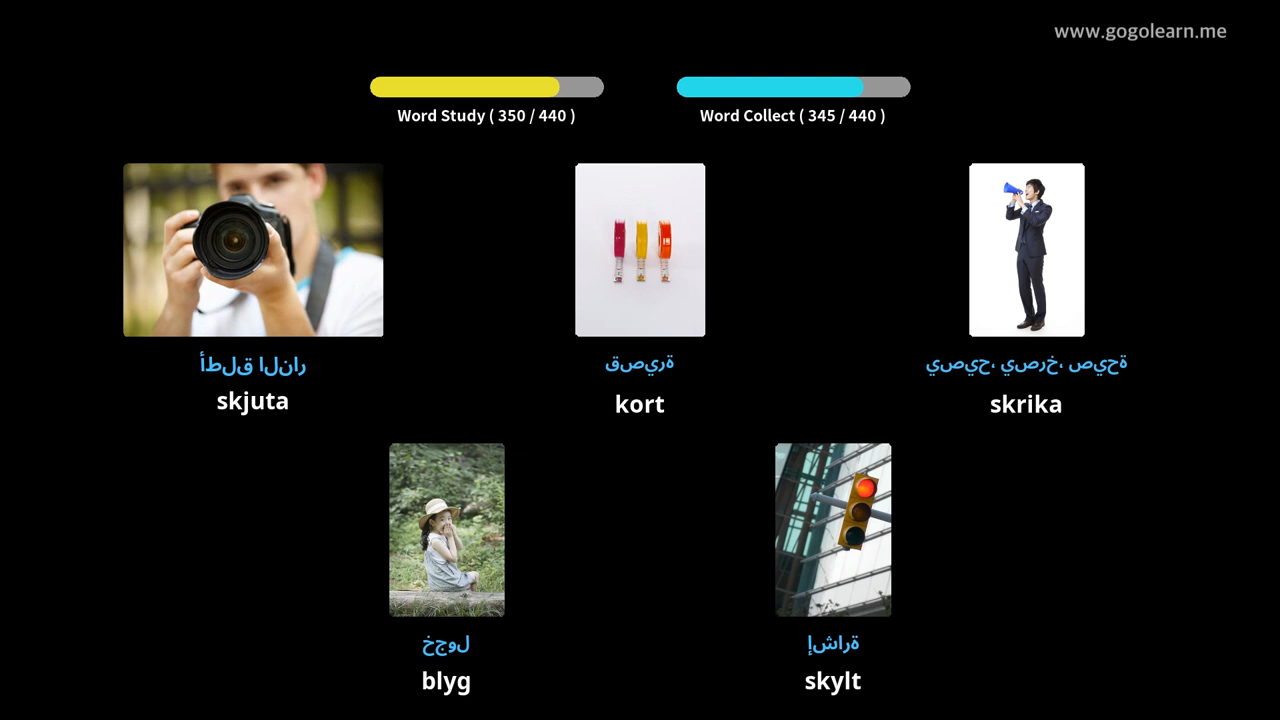 www.gogolearn.me
Word Study ( 350 / 440 )
Word Collect ( 345 / 440 )
أطلق النار
skjuta
قصيرة
kort
يصيح، يصرخ، صيحة
skrika
خجول
blyg
إشارة
skylt